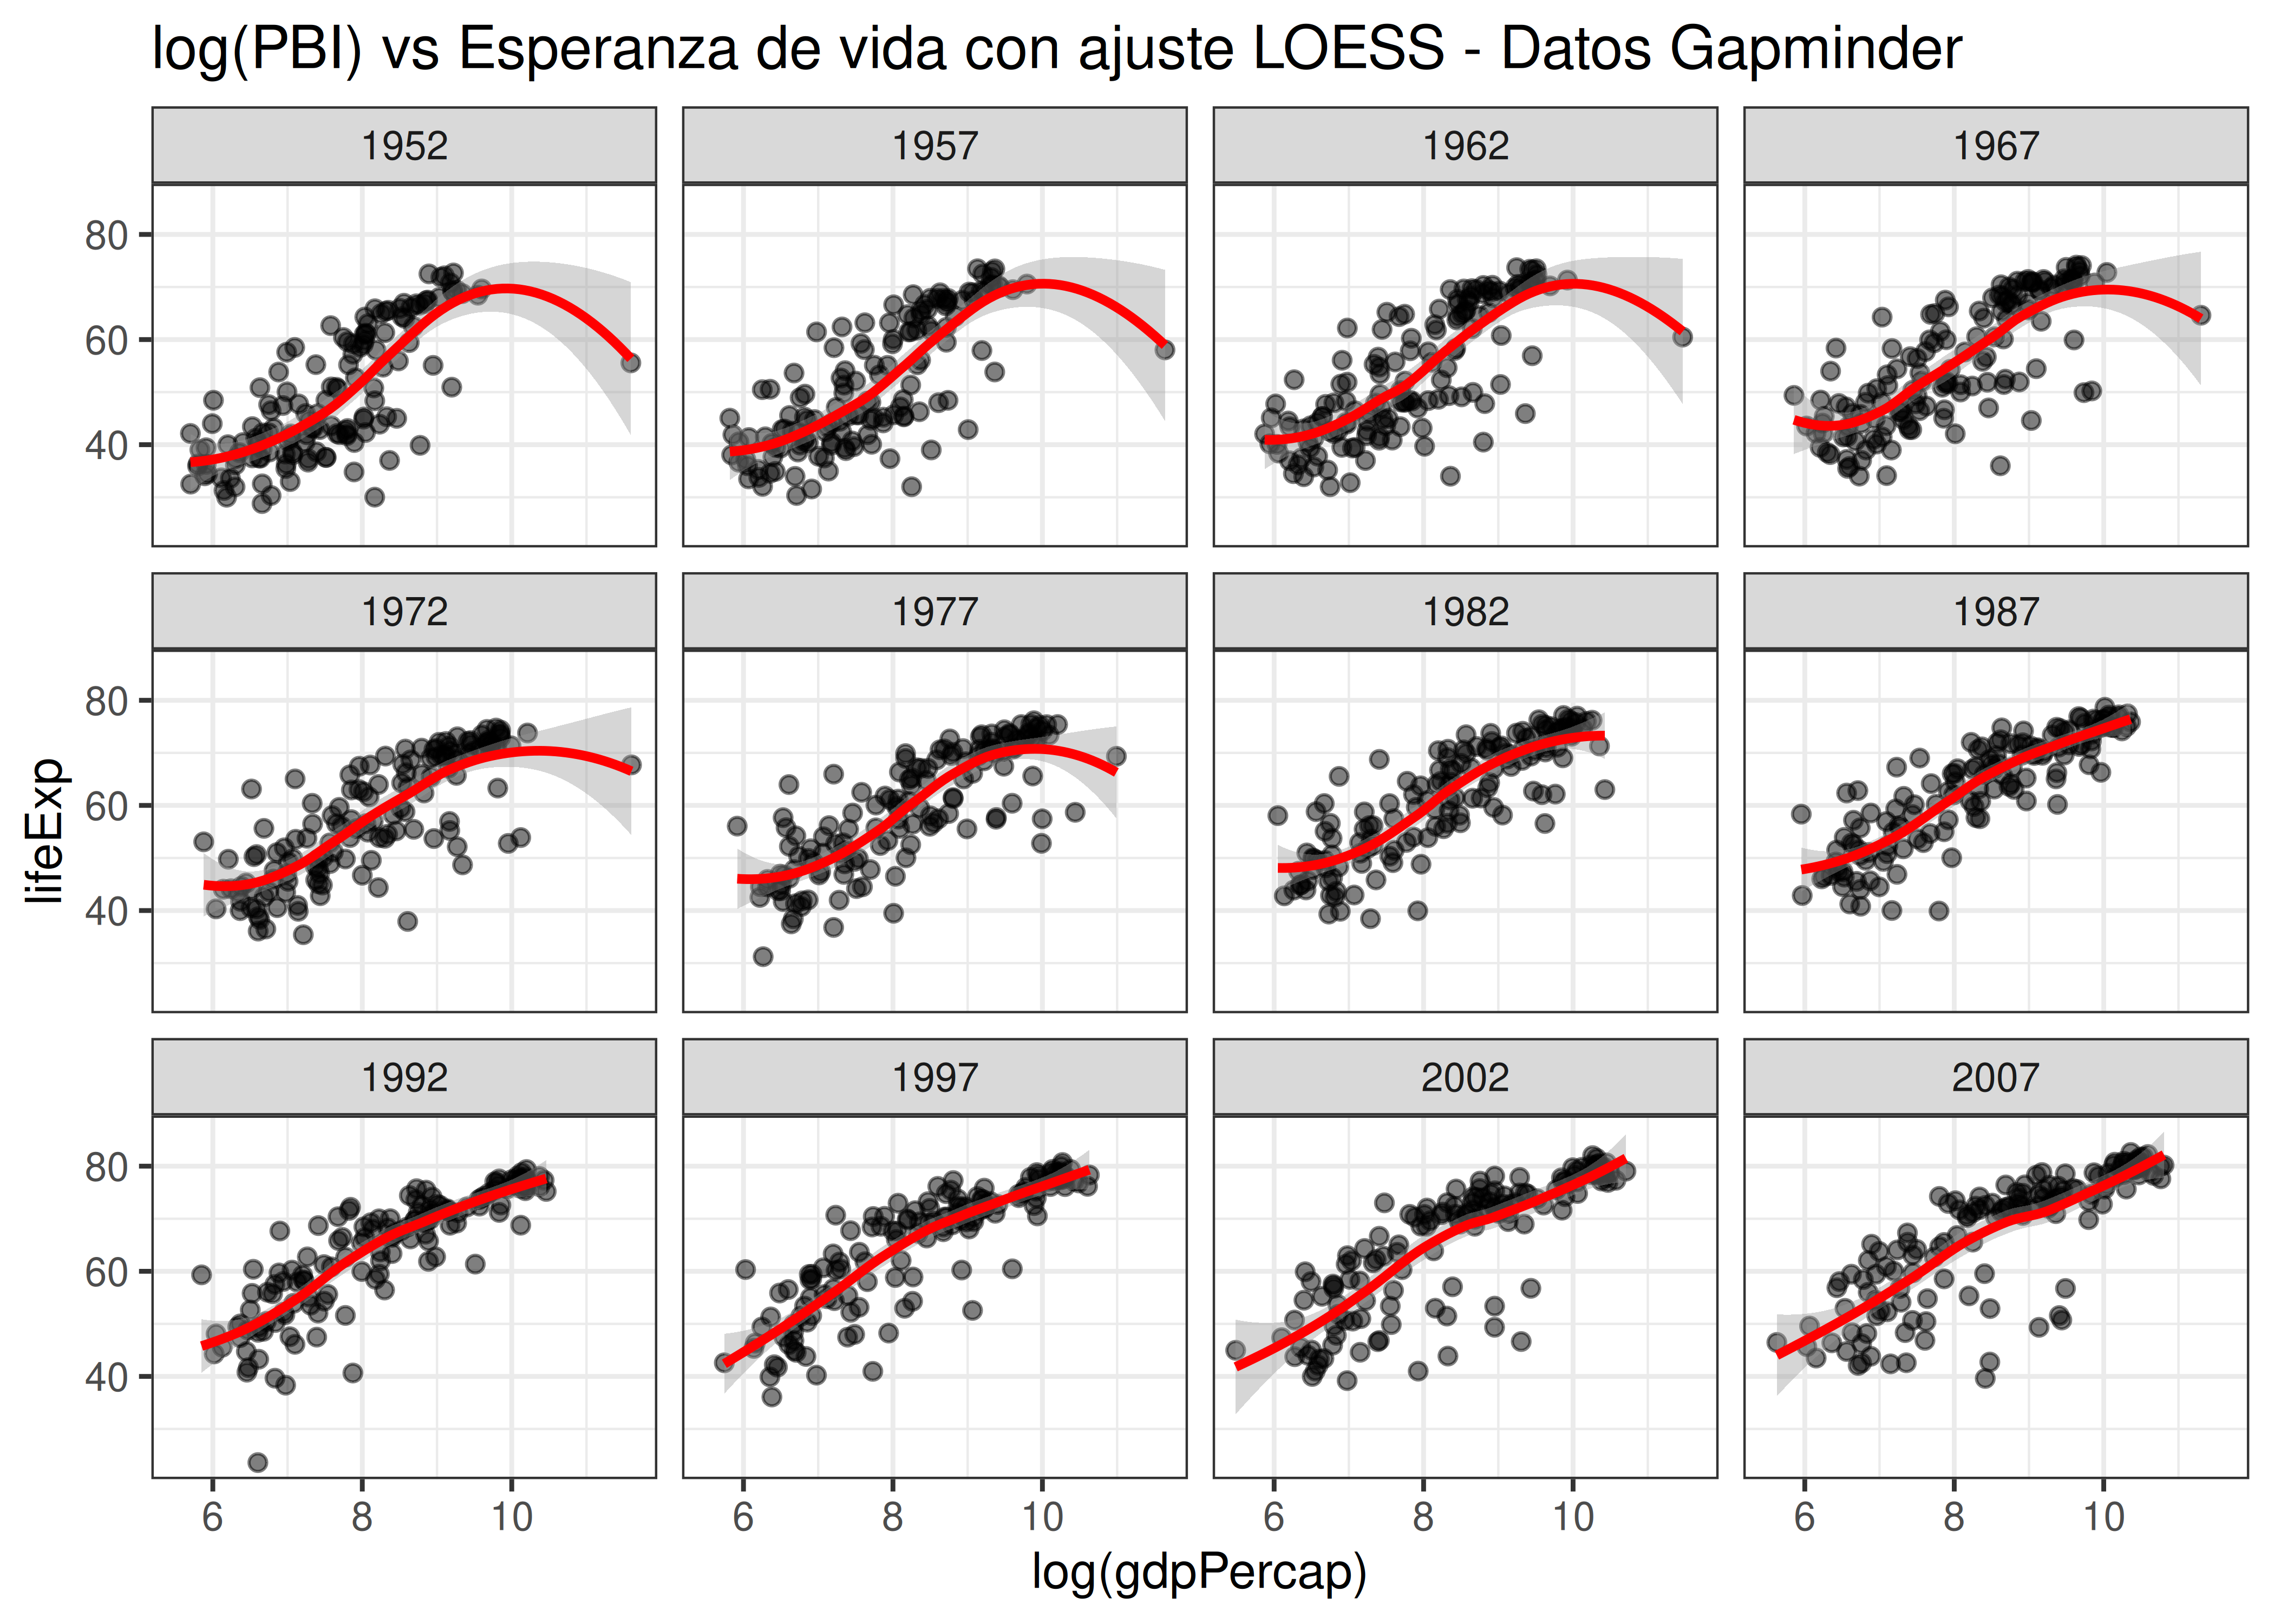 log(PBI) vs Esperanza de vida con ajuste LOESS - Datos Gapminder
1952 1957 1962 1967
80
60
40
1972 1977 1982 1987
80
60
40
lifeExp
1992 1997 2002 2007
80
60
40
6 8 10 6 8 10 6 8 10 6 8 10
log(gdpPercap)